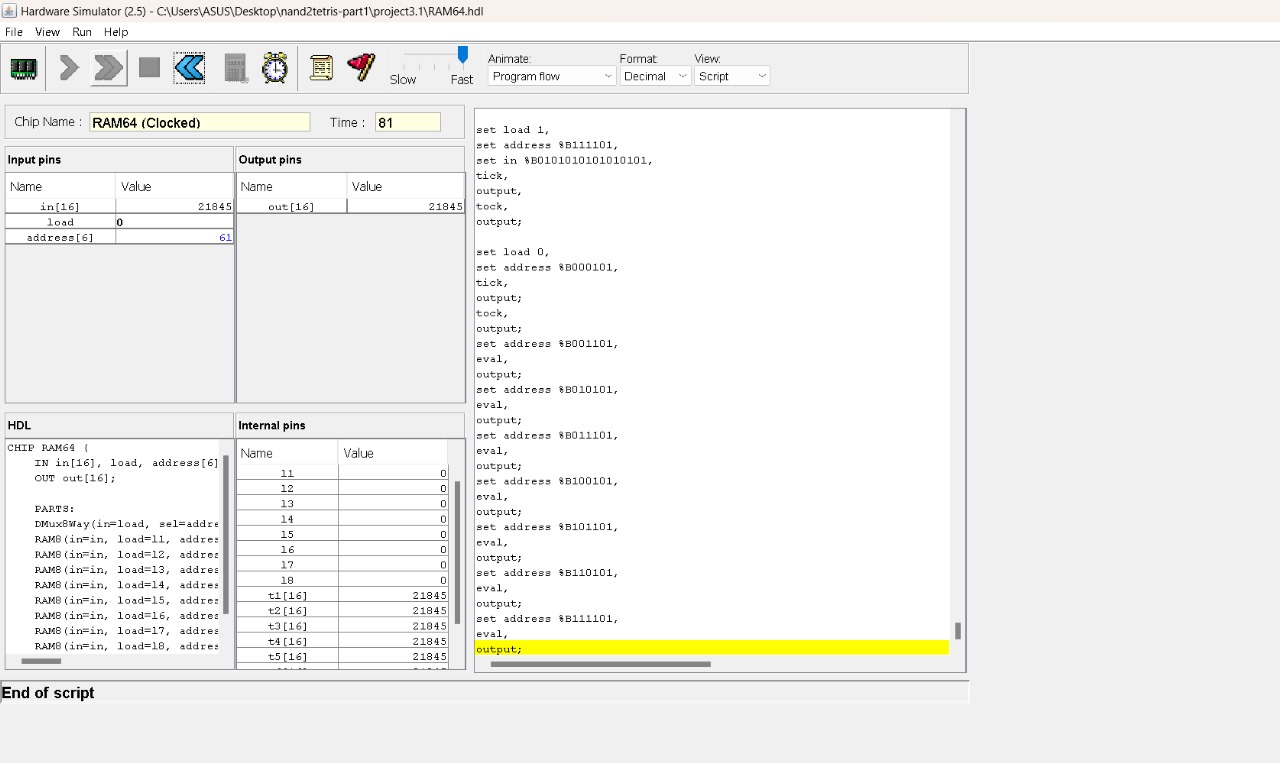 Hardware Simulator (2.5) - C:\Users\ASUS\Desktop\nand2tetris-part1\project3.1\RAM64.hdl
File View Run Help
Animate: Format: View:
Slow Fast Program flow Decimal Script
Chip Name : RAM64 (Clocked) Time : 81
Input pins
Name Value
in[16] 21845
load 0
address[6] 61
Output pins
Name Value
out[16] 21845
HDL
CHIP RAM64 {
IN in[16], load, address[6]
OUT out[16];
PARTS:
DMux8Way(in=load, sel=addre
RAM8(in=in, load=l1, addres
RAM8(in=in, load=l2, addres
RAM8(in=in, load=l3, addres
RAM8(in=in, load=l4, addres
RAM8(in=in, load=l5, addres
RAM8(in=in, load=l6, addres
RAM8(in=in, load=l7, addres
RAM8(in=in, load=l8, addres
Internal pins
Name Value
l1 0
l2 0
l3 0
l4 0
l5 0
l6 0
l7 0
l8 0
t1[16] 21845
t2[16] 21845
t3[16] 21845
t4[16] 21845
t5[16] 21845
set load 1,
set address %B111101,
set in %B0101010101010101,
tick,
output,
tock,
output;
set load 0,
set address %B000101,
tick,
output;
tock,
output;
set address %B001101,
eval,
output;
set address %B010101,
eval,
output;
set address %B011101,
eval,
output;
set address %B100101,
eval,
output;
set address %B101101,
eval,
output;
set address %B110101,
eval,
output;
set address %B111101,
eval,
output;
End of script